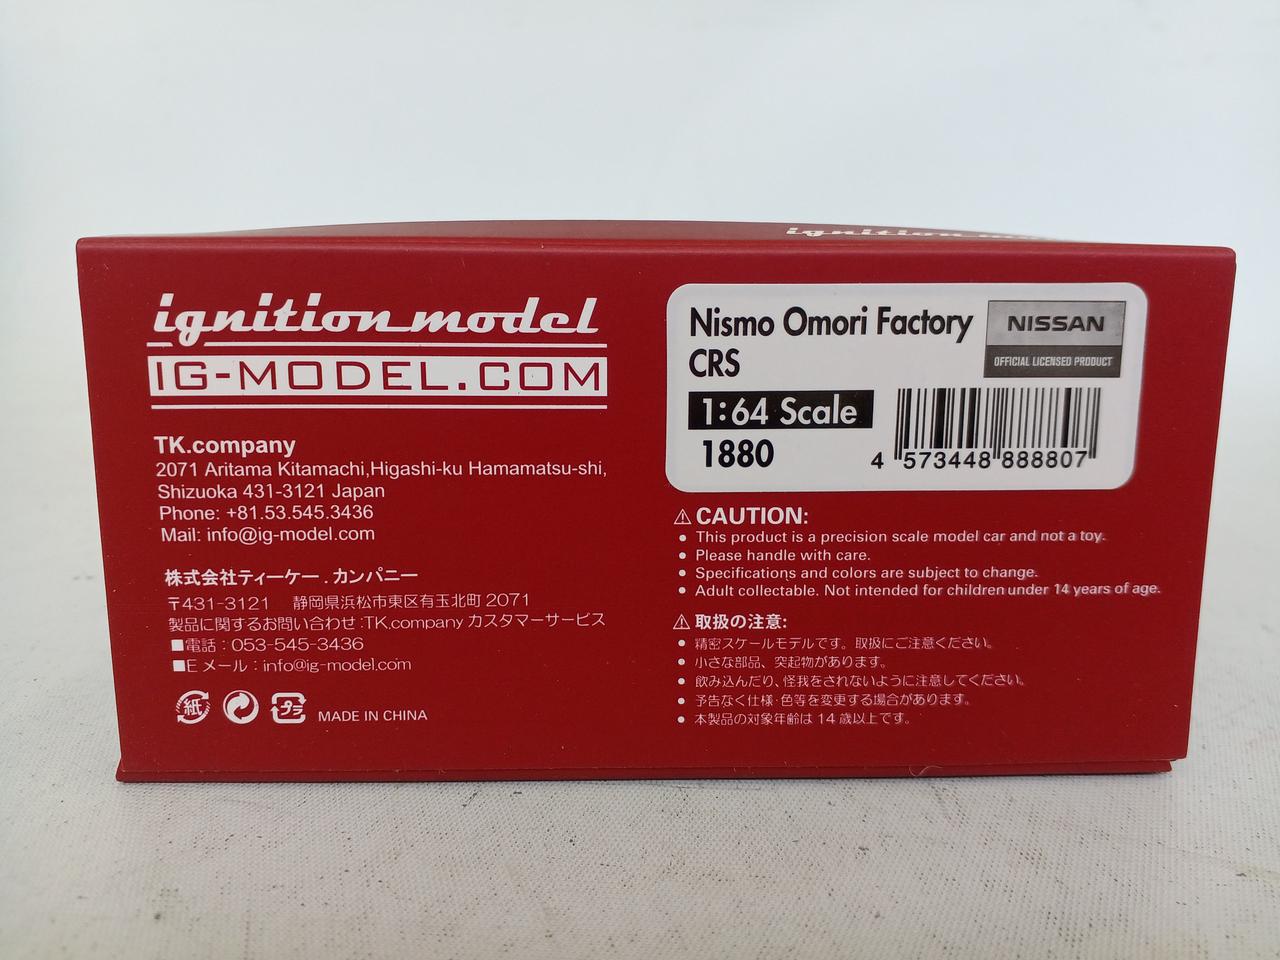 ignition model
ignition model
IG-MODEL.COM
TK.company
2071 Aritama Kitamachi,Higashi-ku Hamamatsu-shi,
Shizuoka 431-3121 Japan
Phone: +81.53.545.3436
Mail: info@ig-model.com
株式会社ティーケー．カンパニー
〒431-3121 静岡県浜松市東区有玉北町2071
製品に関するお問い合わせ:TK.company カスタマーサービス
■電話：053-545-3436
■Eメール：info@ig-model.com
紙
プラ
MADE IN CHINA
Nismo Omori Factory
CRS
NISSAN
OFFICIAL LICENSED PRODUCT
1:64 Scale
1880
4 573448 888807
⚠ CAUTION:
• This product is a precision scale model car and not a toy.
• Please handle with care.
• Specifications and colors are subject to change.
• Adult collectable. Not intended for children under 14 years of age.
⚠ 取扱の注意:
• 精密スケールモデルです。取扱にご注意ください。
• 小さな部品、突起物があります。
• 飲み込んだり、怪我をされないように注意してください。
• 予告なく仕様・色等を変更する場合があります。
• 本製品の対象年齢は14歳以上です。